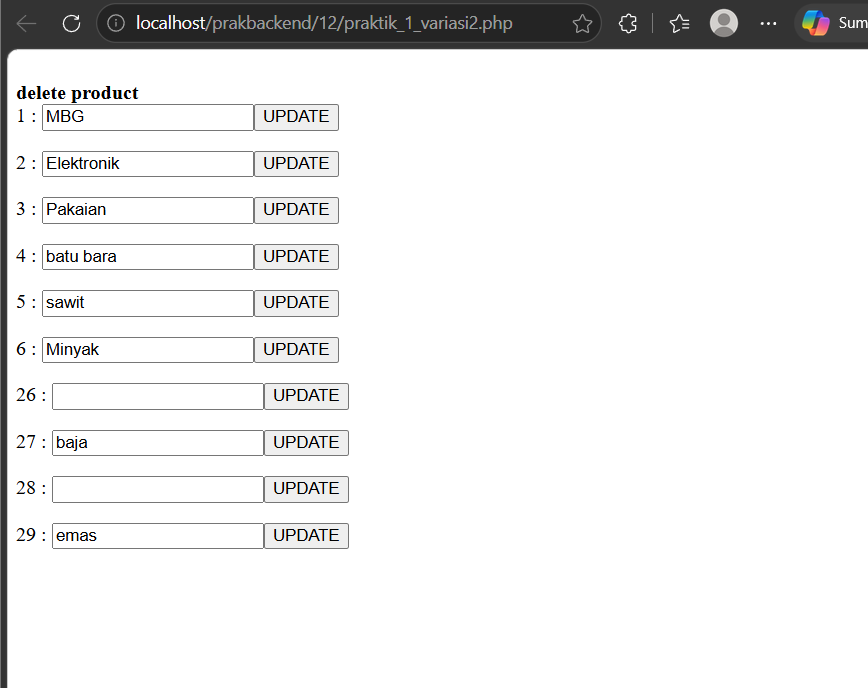 localhost/prakbackend/12/praktik_1_variasi2.php
Sum
delete product
1 : MBG UPDATE
2 : Elektronik UPDATE
3 : Pakaian UPDATE
4 : batu bara UPDATE
5 : sawit UPDATE
6 : Minyak UPDATE
26 : UPDATE
27 : baja UPDATE
28 : UPDATE
29 : emas UPDATE